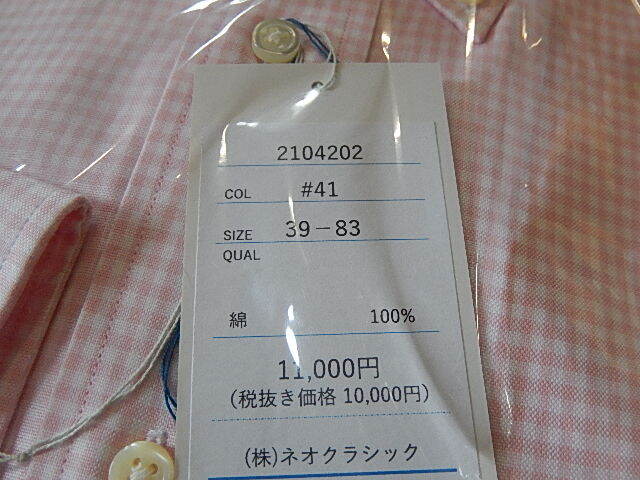 2104202
COL #41
SIZE 39-83
QUAL
綿 100%
11,000円
(税抜き価格 10,000円)
(株)ネオクラシック